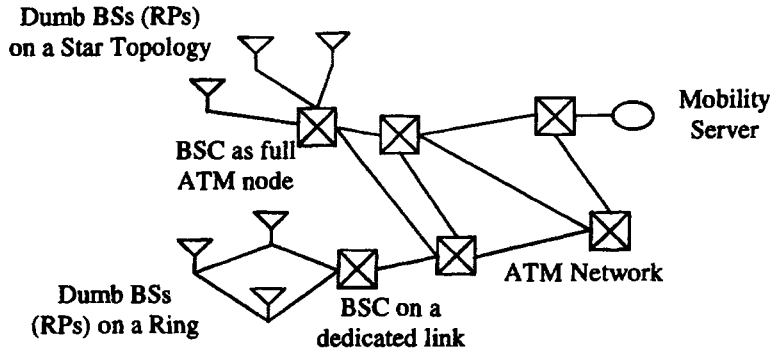 Dumb BSs (RPs)
on a Star Topology
Mobility
Server
BSC as full
ATM node
ATM Network
Dumb BSs
(RPs) on a Ring
BSC on a
dedicated link